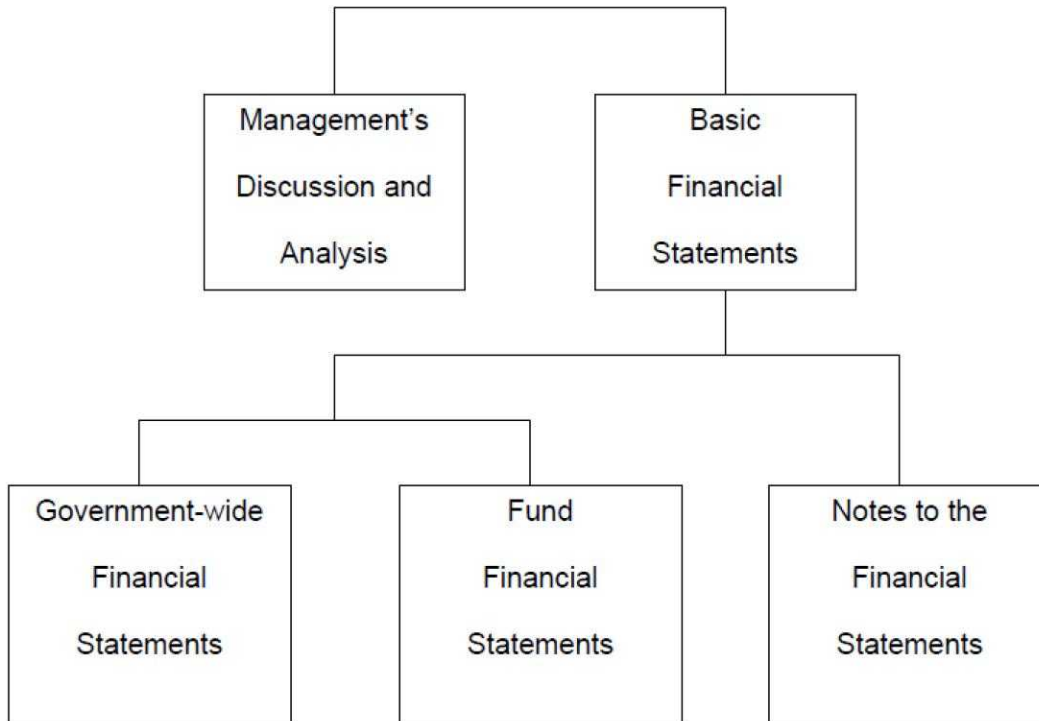 Management’s
Discussion and
Analysis
Basic
Financial
Statements
Government-wide
Financial
Statements
Fund
Financial
Statements
Notes to the
Financial
Statements